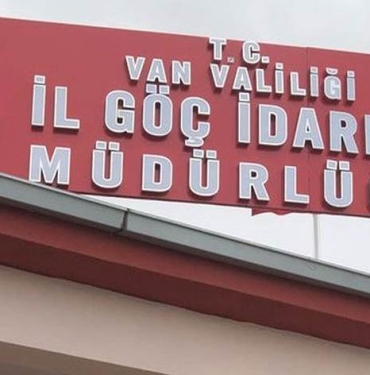 T.C.
VAN VALİLİĞİ
İL GÖÇ İDARE
MÜDÜRLÜ